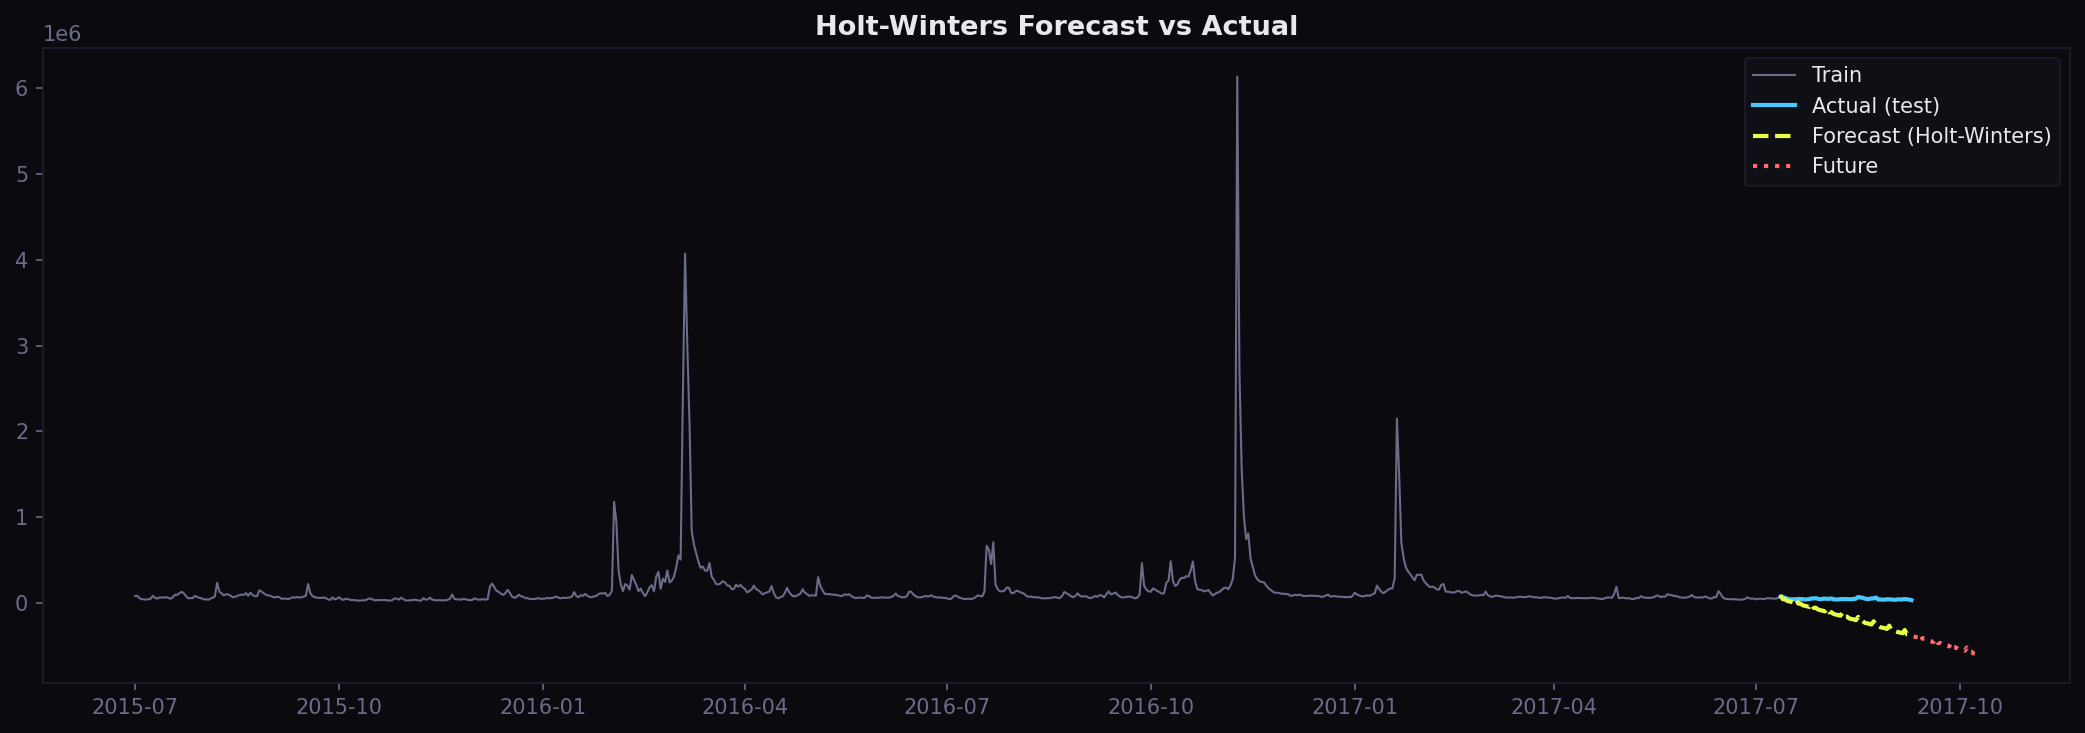 Holt-Winters Forecast vs Actual
1e6
6
5
4
3
2
1
0
Train
Actual (test)
Forecast (Holt-Winters)
Future
2015-07 2015-10 2016-01 2016-04 2016-07 2016-10 2017-01 2017-04 2017-07 2017-10